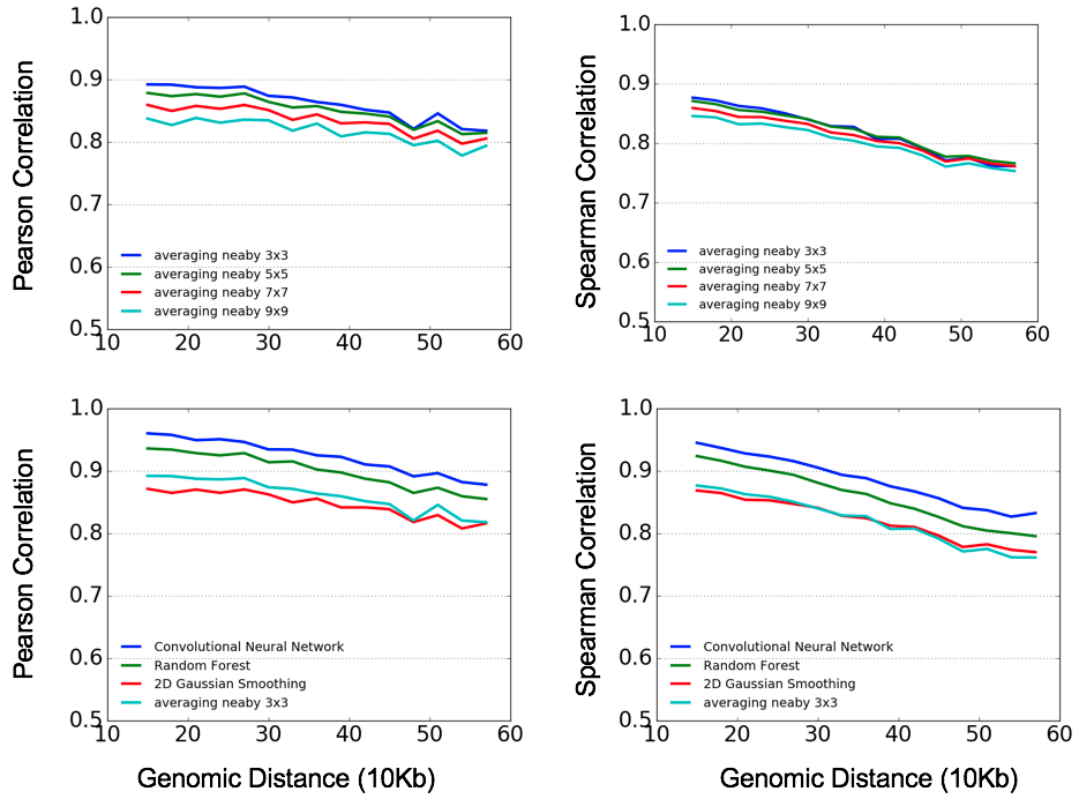 Pearson Correlation
1.0
0.9
0.8
0.7
0.6
0.5
averaging neaby 3x3
averaging neaby 5x5
averaging neaby 7x7
averaging neaby 9x9
10 20 30 40 50 60
Spearman Correlation
1.0
0.9
0.8
0.7
0.6
0.5
averaging neaby 3x3
averaging neaby 5x5
averaging neaby 7x7
averaging neaby 9x9
10 20 30 40 50 60
Pearson Correlation
1.0
0.9
0.8
0.7
0.6
0.5
Convolutional Neural Network
Random Forest
2D Gaussian Smoothing
averaging neaby 3x3
10 20 30 40 50 60
Genomic Distance (10Kb)
Spearman Correlation
1.0
0.9
0.8
0.7
0.6
0.5
Convolutional Neural Network
Random Forest
2D Gaussian Smoothing
averaging neaby 3x3
10 20 30 40 50 60
Genomic Distance (10Kb)